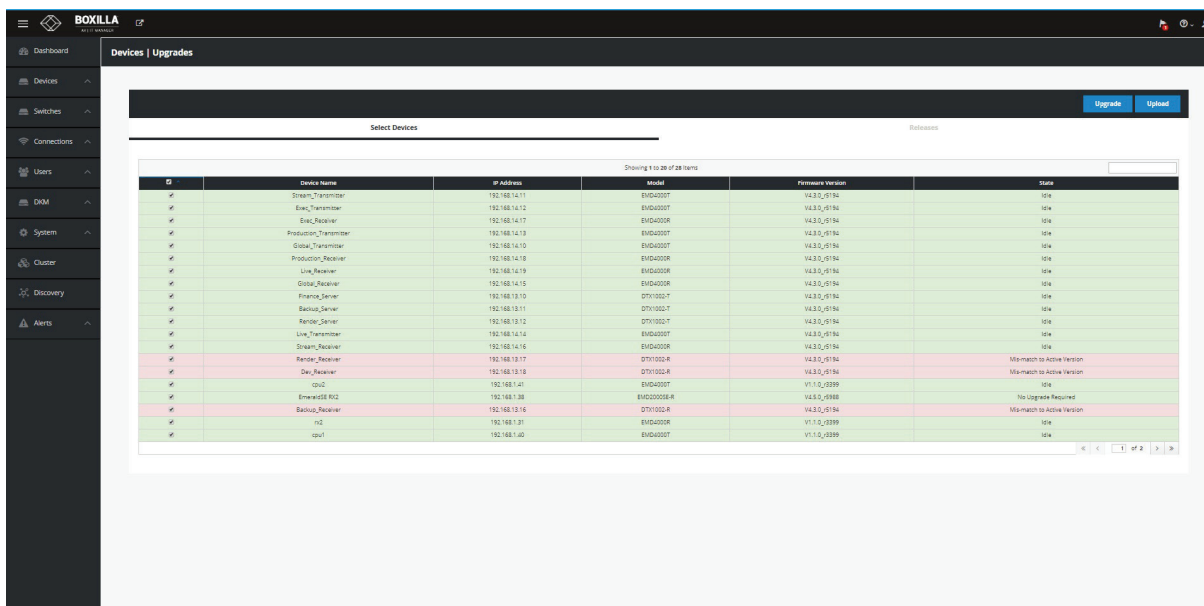 BOXILLA
Dashboard
Devices
Switches
Connections
Users
DKM
System
Cluster
Discovery
Alerts
Devices | Upgrades
Upgrade Upload
Select Devices Releases
Showing 1 to 20 of 28 items
Device Name IP Address Model Firmware Version State
Stream_Transmitter 192.168.14.11 EMD4000T V4.3.0_r5194 Idle
Exec_Transmitter 192.168.14.12 EMD4000T V4.3.0_r5194 Idle
Exec_Receiver 192.168.14.17 EMD4000R V4.3.0_r5194 Idle
Production_Transmitter 192.168.14.13 EMD4000T V4.3.0_r5194 Idle
Global_Transmitter 192.168.14.10 EMD4000T V4.3.0_r5194 Idle
Production_Receiver 192.168.14.18 EMD4000R V4.3.0_r5194 Idle
Live_Receiver 192.168.14.19 EMD4000R V4.3.0_r5194 Idle
Global_Receiver 192.168.14.15 EMD4000R V4.3.0_r5194 Idle
Finance_Server 192.168.13.10 DTX1002-T V4.3.0_r5194 Idle
Backup_Server 192.168.13.11 DTX1002-T V4.3.0_r5194 Idle
Render_Server 192.168.13.12 DTX1002-T V4.3.0_r5194 Idle
Live_Transmitter 192.168.14.14 EMD4000T V4.3.0_r5194 Idle
Stream_Receiver 192.168.14.16 EMD4000R V4.3.0_r5194 Idle
Render_Receiver 192.168.13.17 DTX1002-R V4.3.0_r5194 Mis-match to Active Version
Dev_Receiver 192.168.13.18 DTX1002-R V4.3.0_r5194 Mis-match to Active Version
cpu2 192.168.1.41 EMD4000T V1.1.0_r3399 Idle
EmeraldSE RX2 192.168.1.38 EMD2000SE-R No Upgrade Required
Backup_Receiver 192.168.13.16 DTX1002-R V4.3.0_r5194 Mis-match to Active Version
rx2 192.168.1.31 EMD4000R V1.1.0_r3399 Idle
cpu1 192.168.1.40 EMD4000T V1.1.0_r3399 Idle
1 of 2